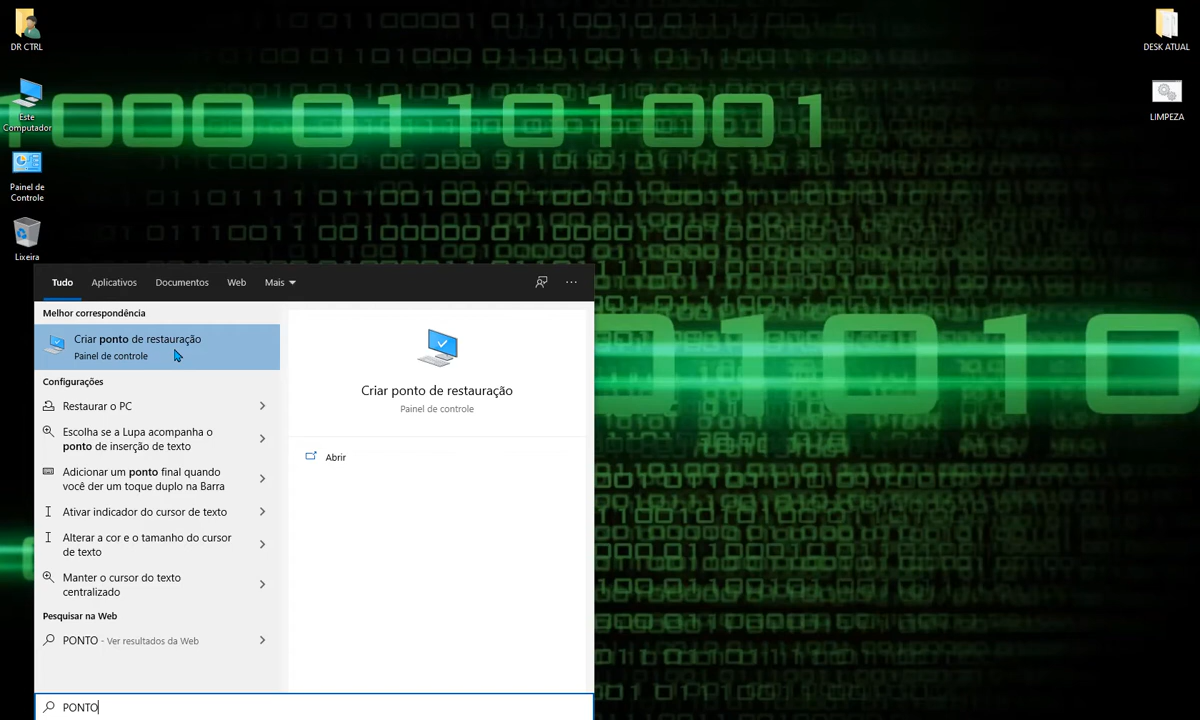 DR CTRL
Este
Computador
Painel de
Controle
Lixeira
DESK ATUAL
LIMPEZA
1000 01101001
01010
Tudo Aplicativos Documentos Web Mais
Melhor correspondência
Criar ponto de restauração
Painel de controle
Configurações
Restaurar o PC
Escolha se a Lupa acompanha o
ponto de inserção de texto
Adicionar um ponto final quando
você der um toque duplo na Barra
Ativar indicador do cursor de texto
Alterar a cor e o tamanho do cursor
de texto
Manter o cursor do texto
centralizado
Pesquisar na Web
PONTO - Ver resultados da Web
Criar ponto de restauração
Painel de controle
Abrir
PONTO